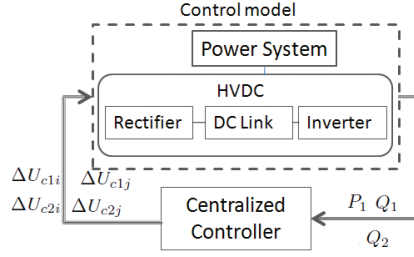 Control model
Power System
HVDC
Rectifier DC Link Inverter
ΔU_{c1i} ΔU_{c1j}
ΔU_{c2i} ΔU_{c2j}
Centralized
Controller
P_1 Q_1
Q_2